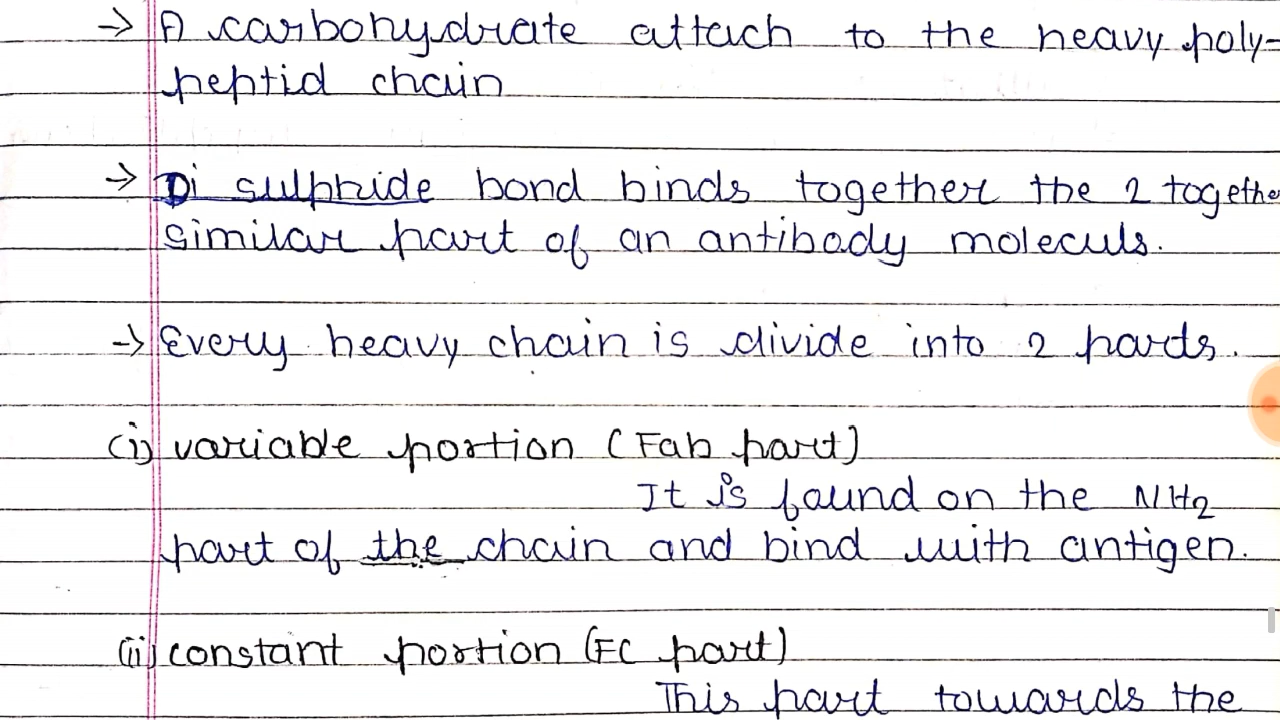 → A carbohydrate attach to the heavy poly-
peptid chain
→ Di sulphide bond binds together the 2 togethe
similar part of an antibody moleculs.
→ Every heavy chain is divide into 2 pards.
(i) variable portion (Fab part)
It is found on the NH2
part of the chain and bind with antigen.
(ii) constant portion (FC part)
This part towards the